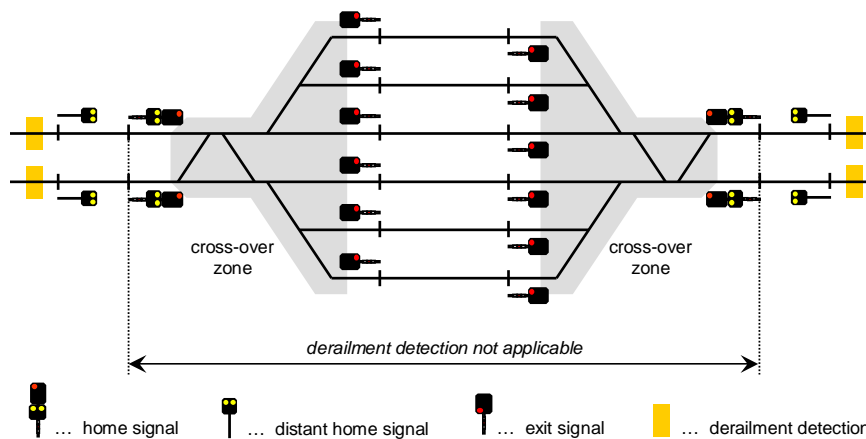 cross-over
zone
cross-over
zone
derailment detection not applicable
... home signal
... distant home signal
... exit signal
... derailment detection